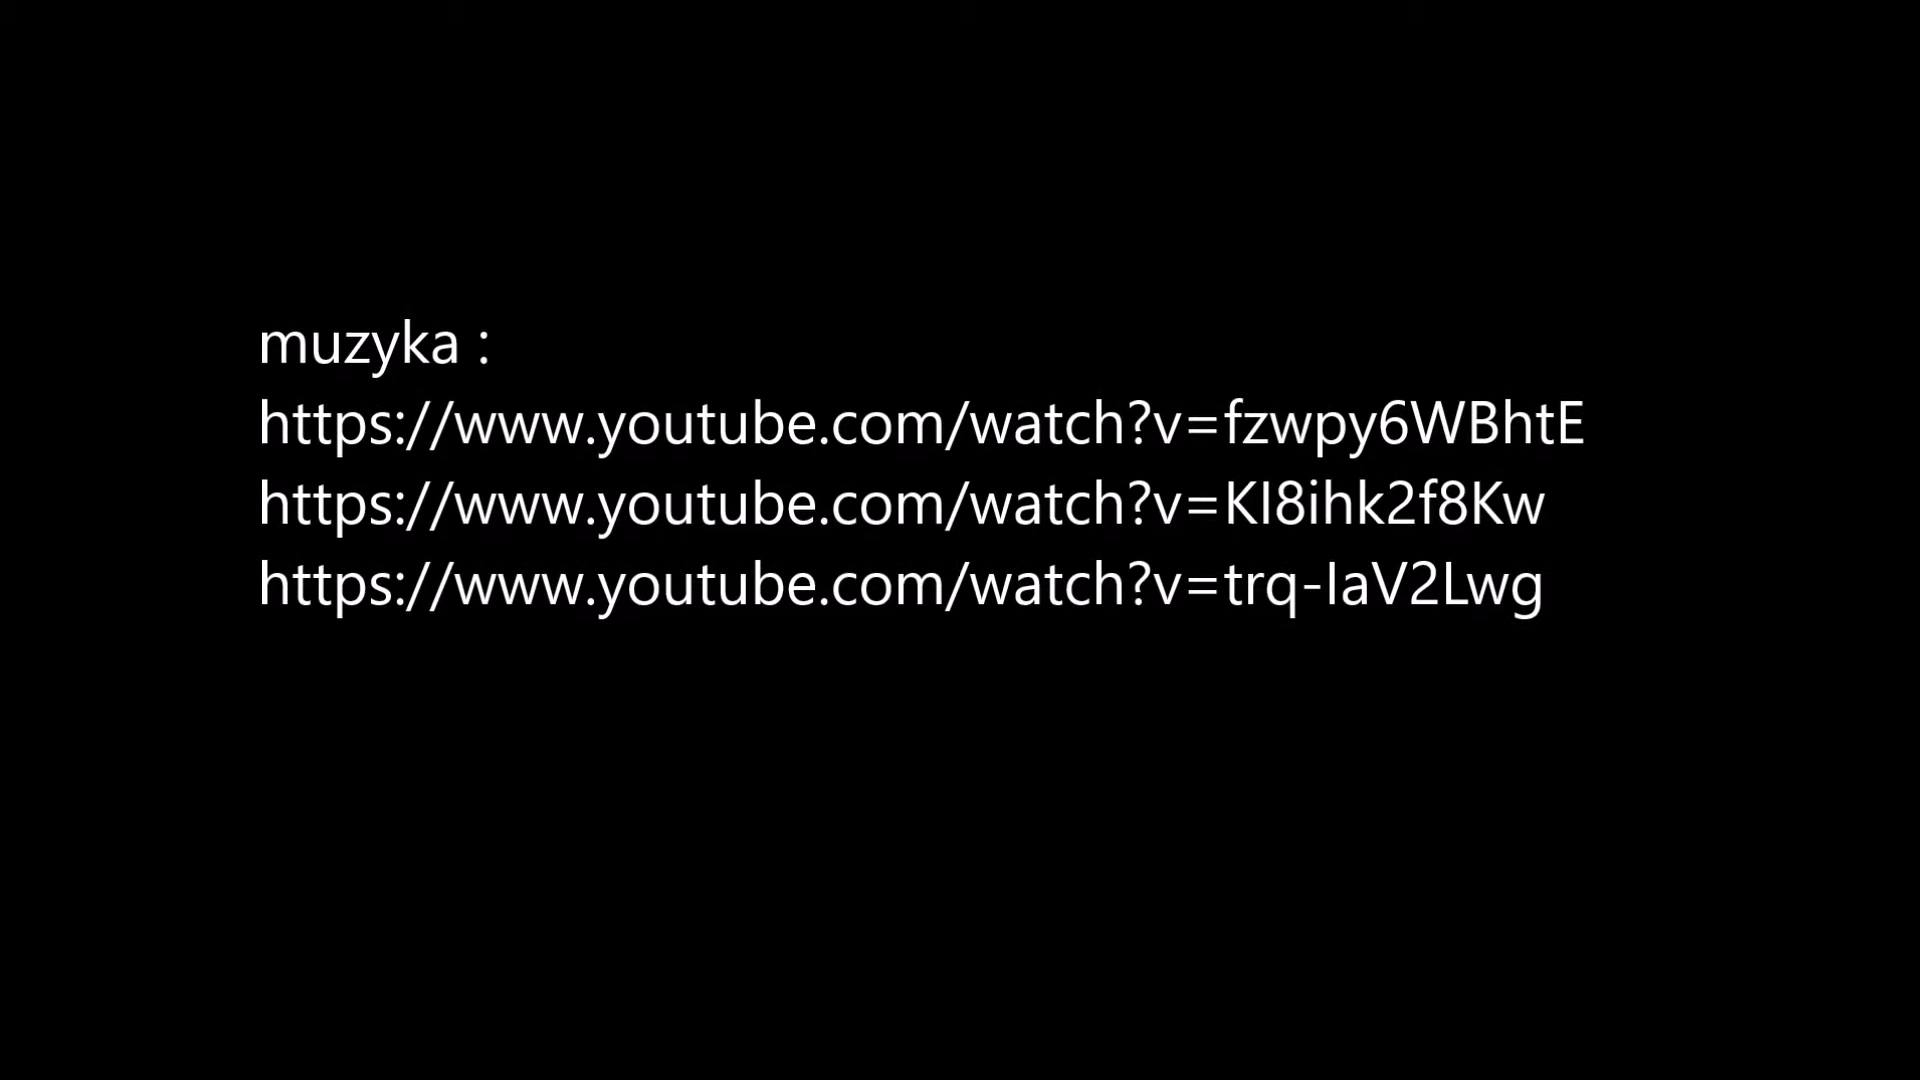 muzyka :
https://www.youtube.com/watch?v=fzwpy6WBhtE
https://www.youtube.com/watch?v=KI8ihk2f8Kw
https://www.youtube.com/watch?v=trq-IaV2Lwg